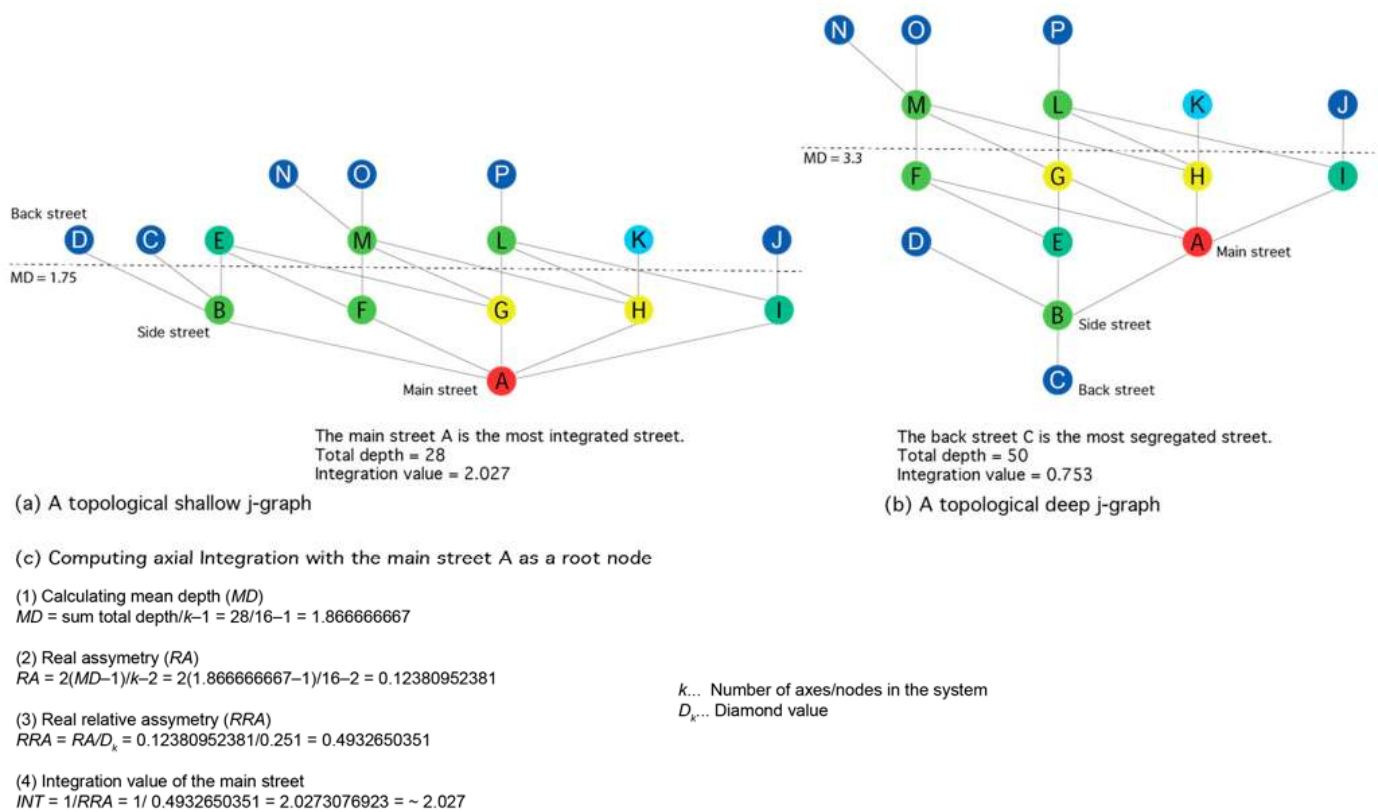 N O P
Back street
D C E M L K J
MD = 1.75
B F G H I
Side street
A
Main street
The main street A is the most integrated street.
Total depth = 28
Integration value = 2.027
(a) A topological shallow j-graph
N O P
M L K J
MD = 3.3
F G H I
D E A
Main street
B
Side street
C
Back street
The back street C is the most segregated street.
Total depth = 50
Integration value = 0.753
(b) A topological deep j-graph
(c) Computing axial Integration with the main street A as a root node
(1) Calculating mean depth (MD)
MD = sum total depth/k–1 = 28/16–1 = 1.866666667
(2) Real assymetry (RA)
RA = 2(MD–1)/k–2 = 2(1.866666667–1)/16–2 = 0.12380952381
(3) Real relative assymetry (RRA)
RRA = RA/Dk = 0.12380952381/0.251 = 0.4932650351
(4) Integration value of the main street
INT = 1/RRA = 1/ 0.4932650351 = 2.0273076923 = ~ 2.027
k... Number of axes/nodes in the system
Dk... Diamond value